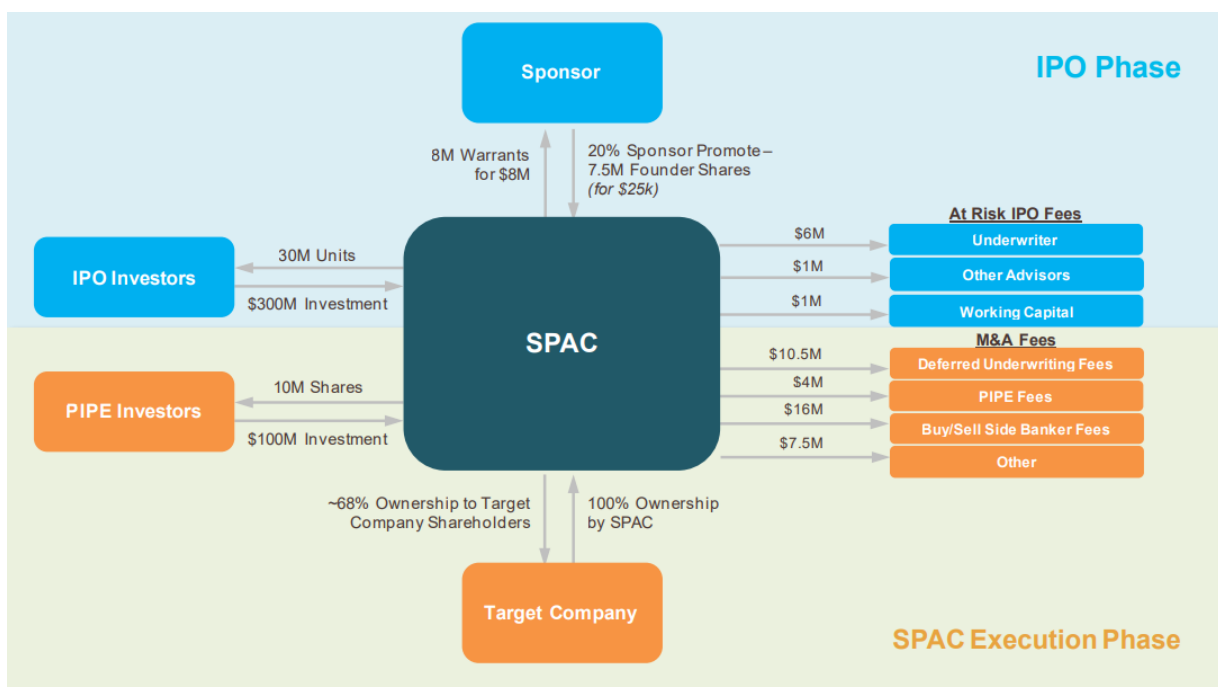 Sponsor
IPO Phase
8M Warrants
for $8M
20% Sponsor Promote –
7.5M Founder Shares
(for $25k)
At Risk IPO Fees
$6M
Underwriter
IPO Investors
30M Units
$300M Investment
$1M
Other Advisors
$1M
Working Capital
SPAC
M&A Fees
$10.5M
Deferred Underwriting Fees
PIPE Investors
10M Shares
$100M Investment
$4M
PIPE Fees
$16M
Buy/Sell Side Banker Fees
$7.5M
Other
~68% Ownership to Target
Company Shareholders
100% Ownership
by SPAC
Target Company
SPAC Execution Phase